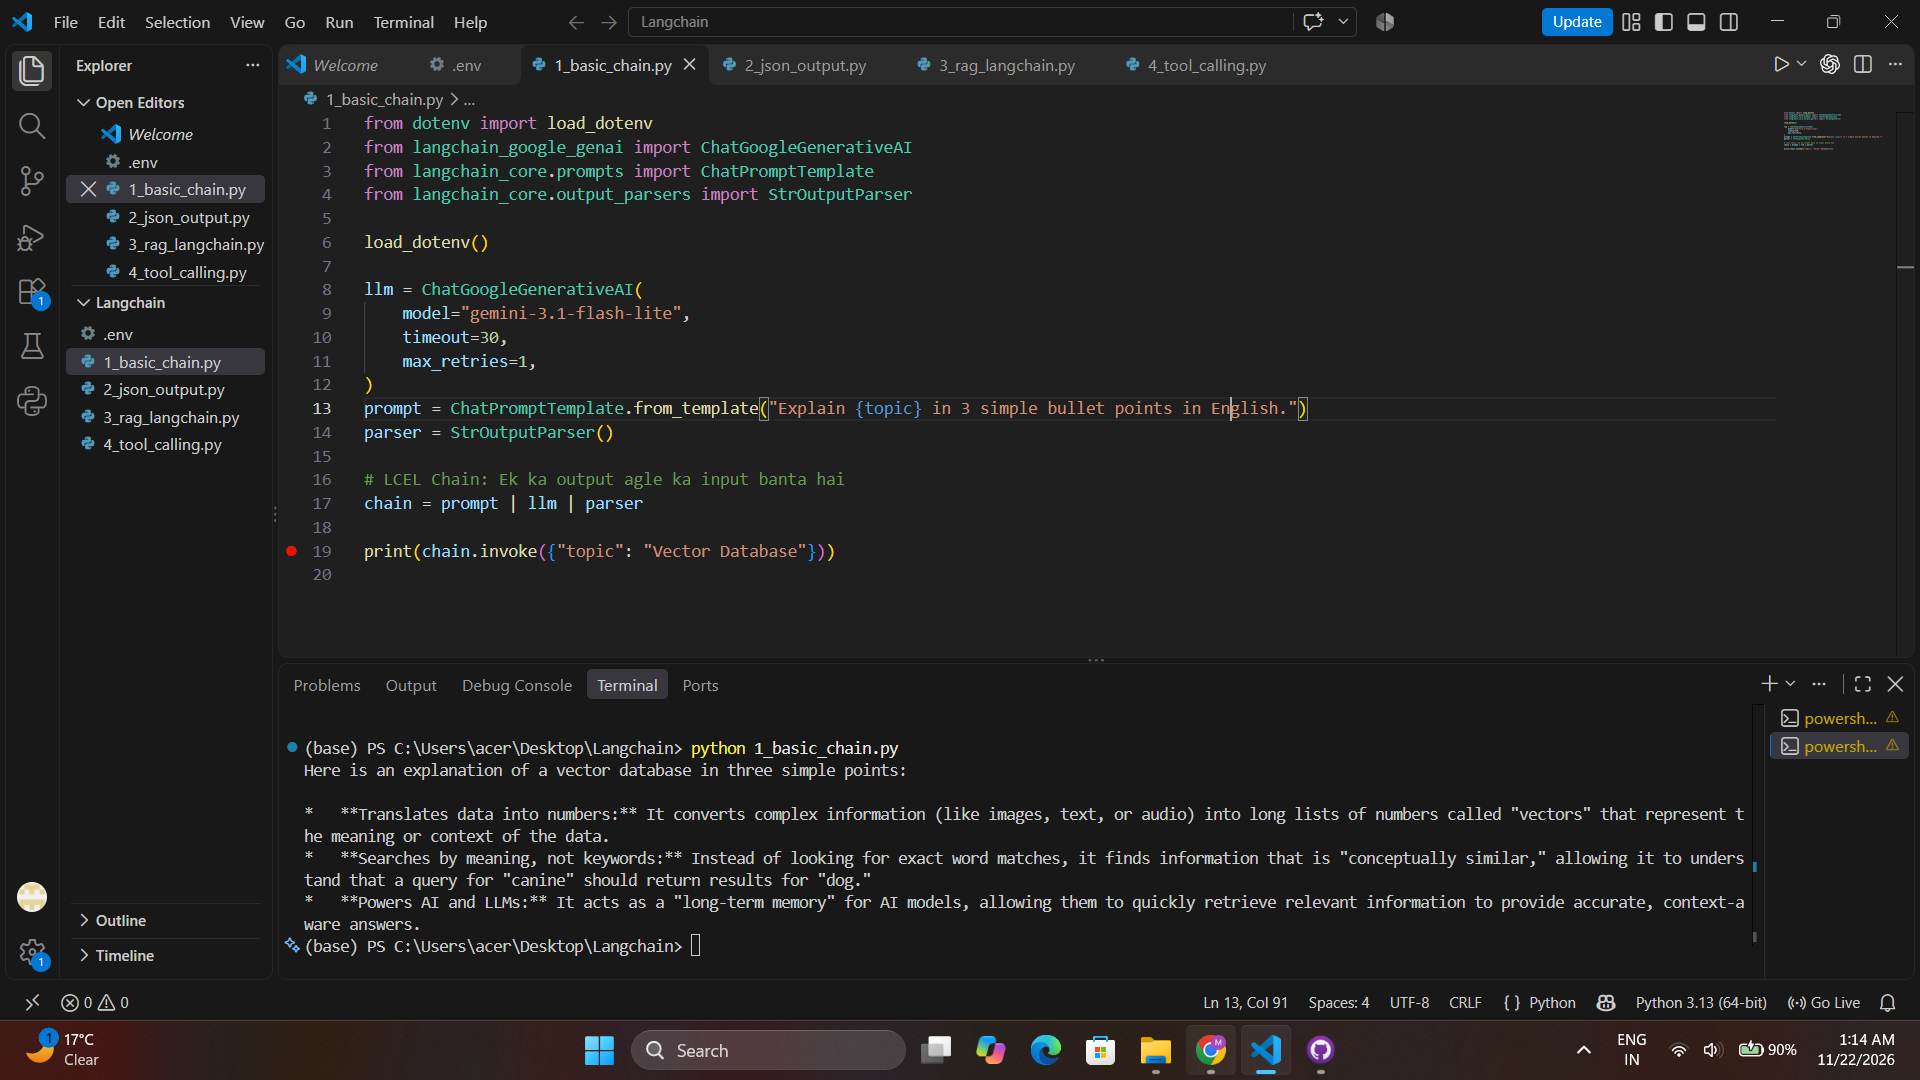 File Edit Selection View Go Run Terminal Help
Langchain
Update
Explorer
Open Editors
Welcome
.env
1_basic_chain.py
2_json_output.py
3_rag_langchain.py
4_tool_calling.py
1
Langchain
.env
1_basic_chain.py
2_json_output.py
3_rag_langchain.py
4_tool_calling.py
Outline
Timeline
1
Welcome .env 1_basic_chain.py 2_json_output.py 3_rag_langchain.py 4_tool_calling.py
1_basic_chain.py > ...
1 from dotenv import load_dotenv
2 from langchain_google_genai import ChatGoogleGenerativeAI
3 from langchain_core.prompts import ChatPromptTemplate
4 from langchain_core.output_parsers import StrOutputParser
5
6 load_dotenv()
7
8 llm = ChatGoogleGenerativeAI(
9     model="gemini-3.1-flash-lite",
10     timeout=30,
11     max_retries=1,
12 )
13 prompt = ChatPromptTemplate.from_template("Explain {topic} in 3 simple bullet points in English.")
14 parser = StrOutputParser()
15
16 # LCEL Chain: Ek ka output agle ka input banta hai
17 chain = prompt | llm | parser
18
19 print(chain.invoke({"topic": "Vector Database"}))
20
Problems Output Debug Console Terminal Ports
powersh...
powersh...
(base) PS C:\Users\acer\Desktop\Langchain> python 1_basic_chain.py
Here is an explanation of a vector database in three simple points:
*   **Translates data into numbers:** It converts complex information (like images, text, or audio) into long lists of numbers called "vectors" that represent t
he meaning or context of the data.
*   **Searches by meaning, not keywords:** Instead of looking for exact word matches, it finds information that is "conceptually similar," allowing it to unders
tand that a query for "canine" should return results for "dog."
*   **Powers AI and LLMs:** It acts as a "long-term memory" for AI models, allowing them to quickly retrieve relevant information to provide accurate, context-a
ware answers.
(base) PS C:\Users\acer\Desktop\Langchain>
0 0 Ln 13, Col 91 Spaces: 4 UTF-8 CRLF { } Python Python 3.13 (64-bit) Go Live
1
17°C
Clear
Search
M
ENG
IN
90%
1:14 AM
11/22/2026